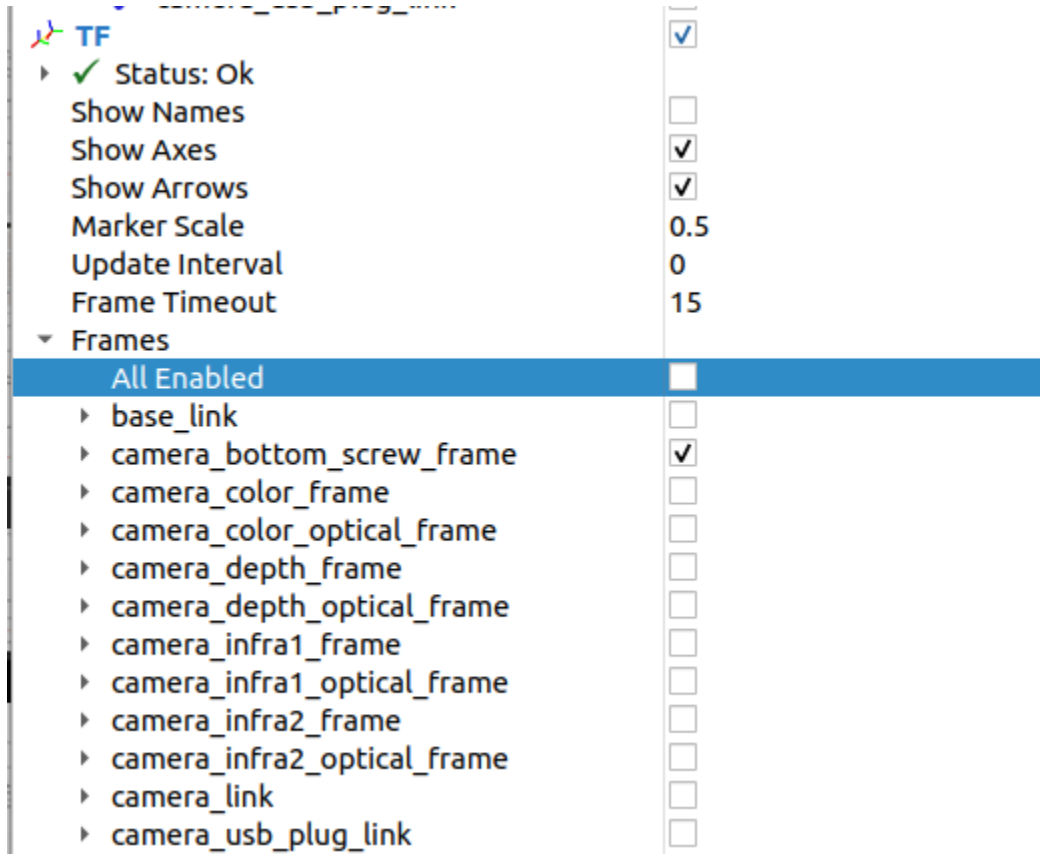 camera_usb_plug_link
TF
Status: Ok
Show Names
Show Axes
Show Arrows
Marker Scale 0.5
Update Interval 0
Frame Timeout 15
Frames
All Enabled
base_link
camera_bottom_screw_frame
camera_color_frame
camera_color_optical_frame
camera_depth_frame
camera_depth_optical_frame
camera_infra1_frame
camera_infra1_optical_frame
camera_infra2_frame
camera_infra2_optical_frame
camera_link
camera_usb_plug_link